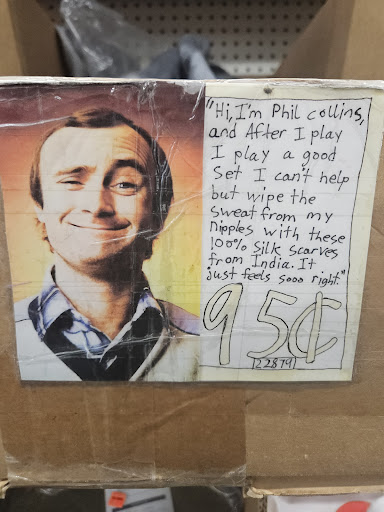 "Hi, I'm Phil collins,
and After I play
I play a good
Set I can't help
but wipe the
sweat from my
nipples with these
100% Silk scarves
from India. It
just feels sooo right."
95¢
22879